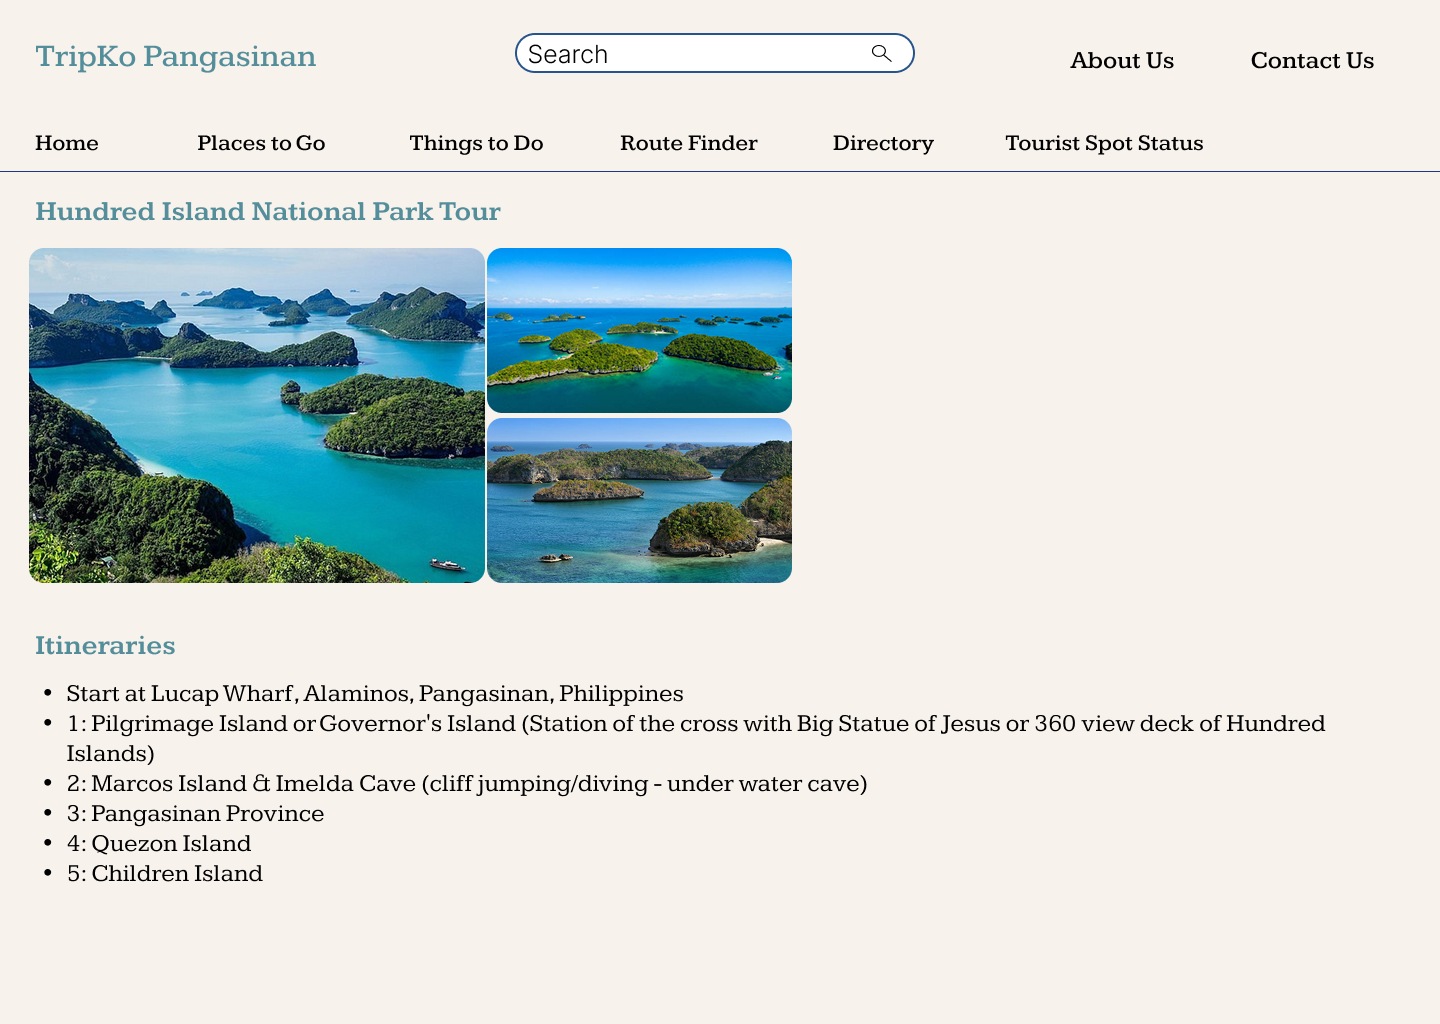 TripKo Pangasinan
Search
About Us
Contact Us
Home
Places to Go
Things to Do
Route Finder
Directory
Tourist Spot Status
Hundred Island National Park Tour
Itineraries
• Start at Lucap Wharf, Alaminos, Pangasinan, Philippines
• 1: Pilgrimage Island or Governor's Island (Station of the cross with Big Statue of Jesus or 360 view deck of Hundred
Islands)
• 2: Marcos Island & Imelda Cave (cliff jumping/diving - under water cave)
• 3: Pangasinan Province
• 4: Quezon Island
• 5: Children Island